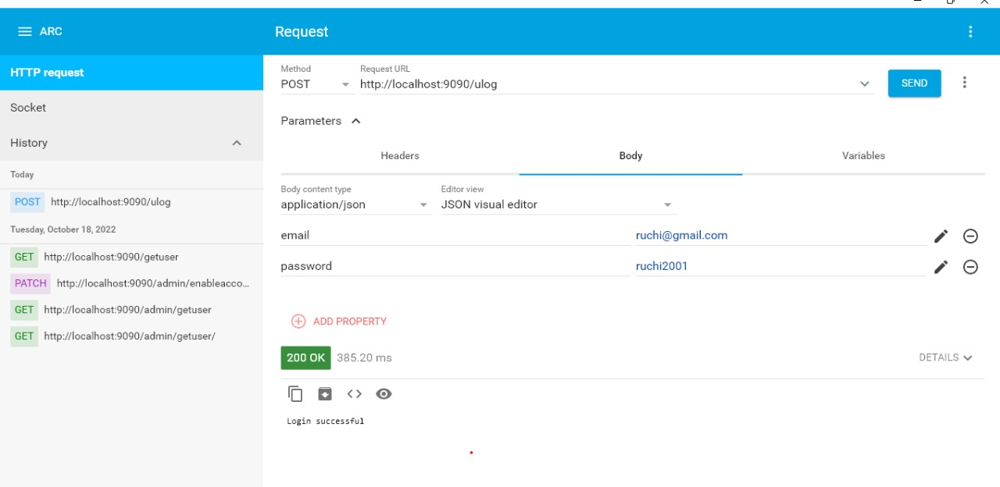 ARC
Request
HTTP request
Socket
History
Today
POST http://localhost:9090/ulog
Tuesday, October 18, 2022
GET http://localhost:9090/getuser
PATCH http://localhost:9090/admin/enableacco...
GET http://localhost:9090/admin/getuser
GET http://localhost:9090/admin/getuser/
Method Request URL
POST http://localhost:9090/ulog SEND
Parameters
Headers Body Variables
Body content type Editor view
application/json JSON visual editor
email ruchi@gmail.com
password ruchi2001
ADD PROPERTY
200 OK 385.20 ms DETAILS
Login successful